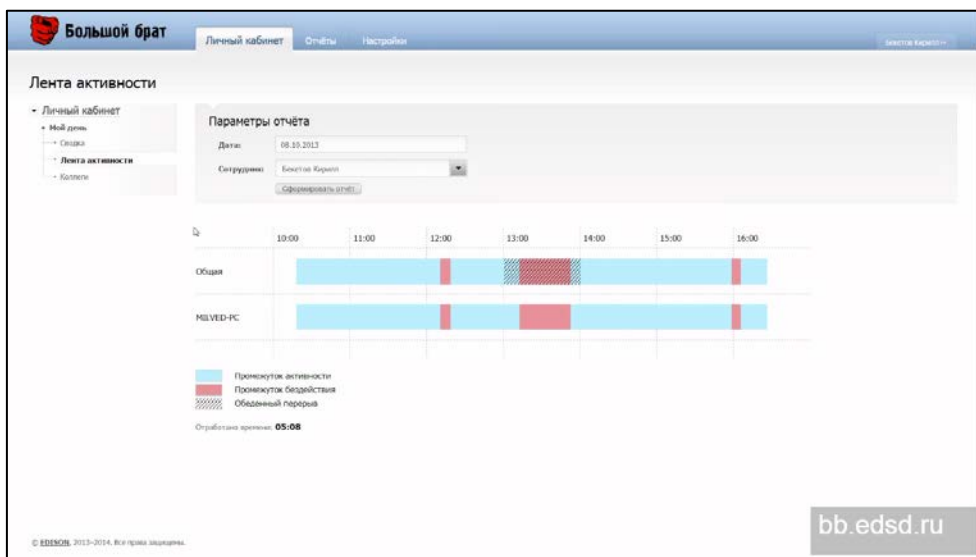 Большой брат
Личный кабинет
Отчёты
Настройки
Бекетов Кирилл
Лента активности
Личный кабинет
Мой день
Сводка
Лента активности
Коллеги
Параметры отчёта
Дата: 08.10.2013
Сотрудник: Бекетов Кирилл
Сформировать отчёт
10:00 11:00 12:00 13:00 14:00 15:00 16:00
Общая
MILVED-PC
Промежуток активности
Промежуток бездействия
Обеденный перерыв
Отработано времени: 05:08
bb.edsd.ru
© EDISON, 2013-2014. Все права защищены.